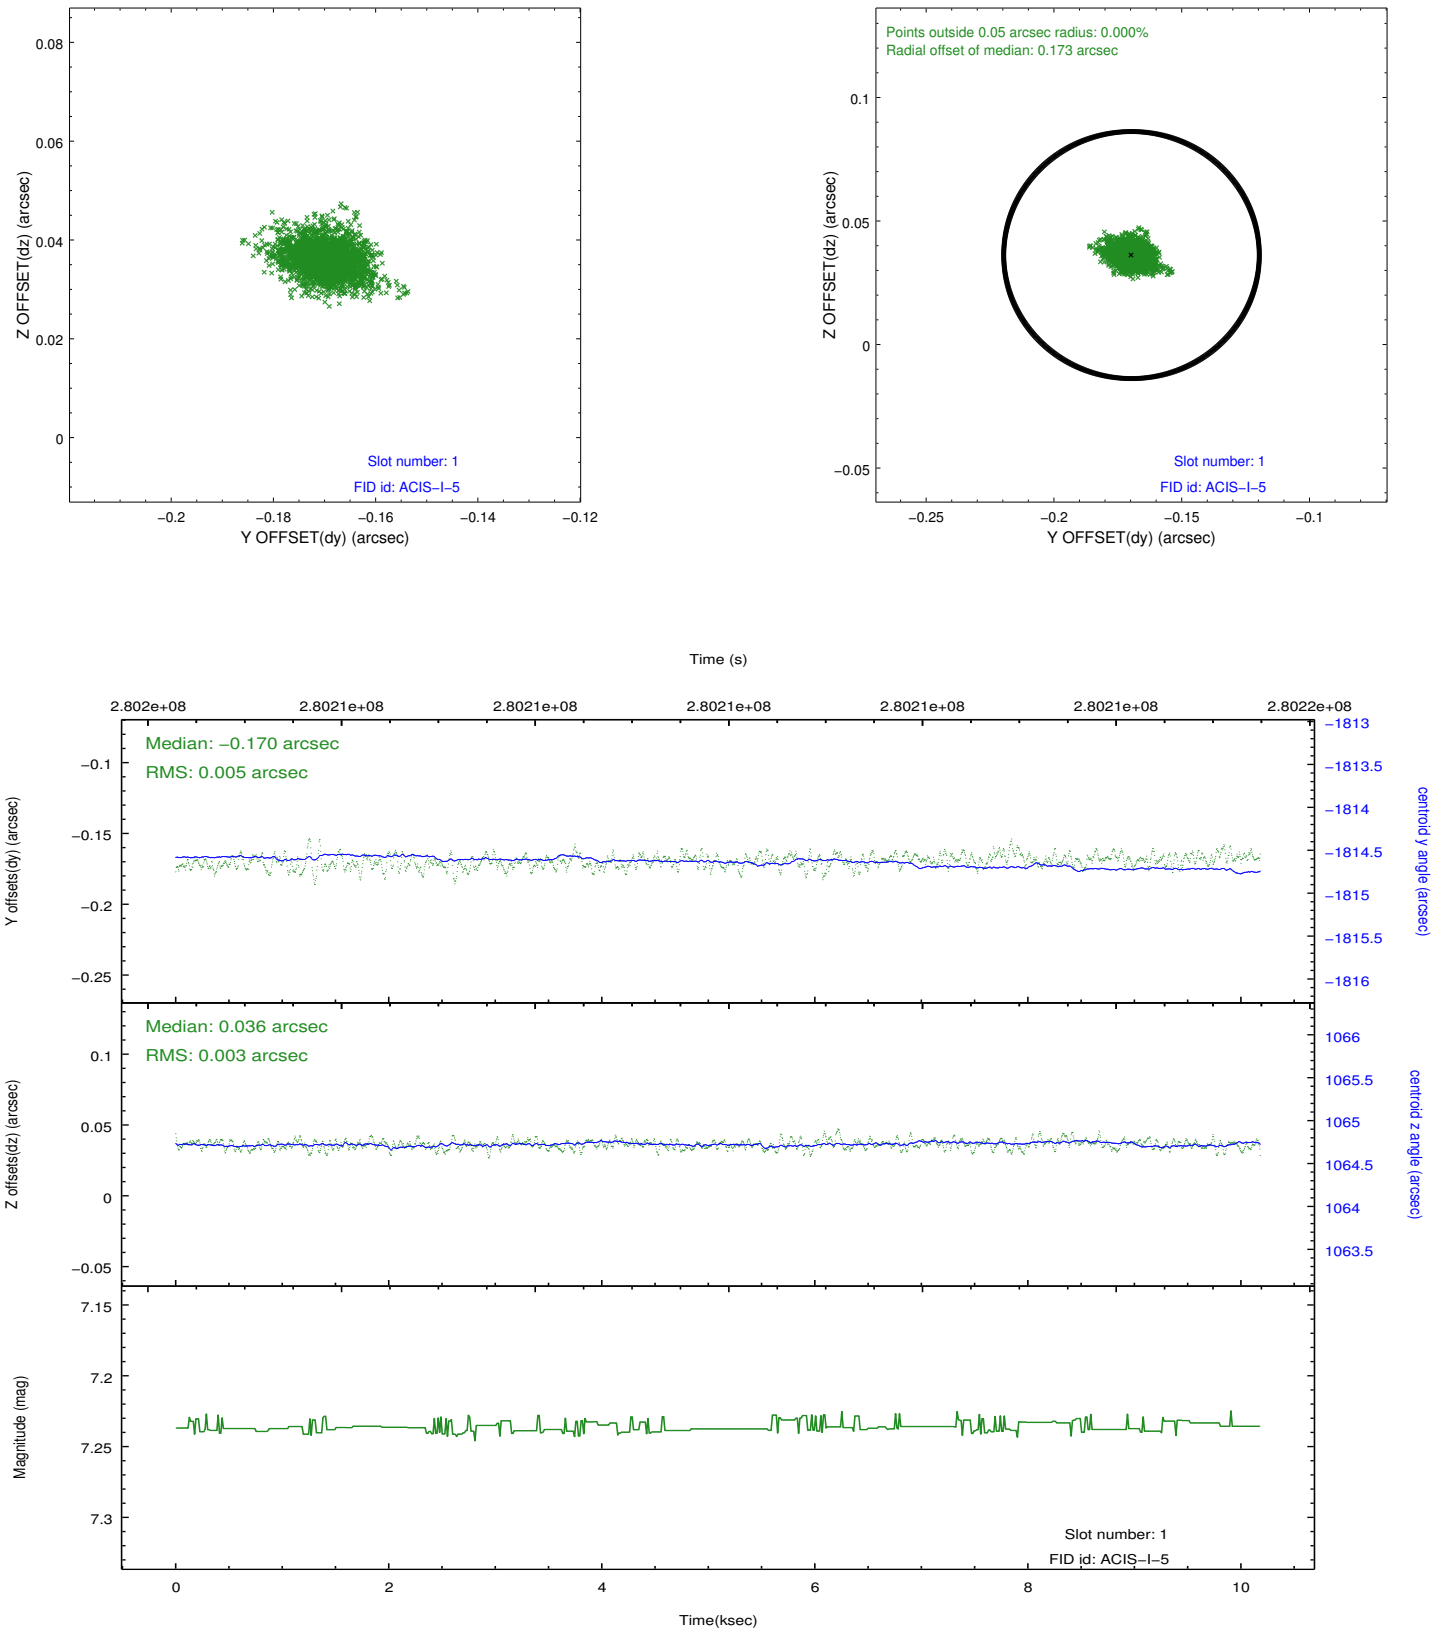 0.08
0.06
0.04
0.02
0
Z OFFSET(dz) (arcsec)
Slot number: 1
FID id: ACIS−I−5
−0.2 −0.18 −0.16 −0.14 −0.12
Y OFFSET(dy) (arcsec)
Points outside 0.05 arcsec radius: 0.000%
Radial offset of median: 0.173 arcsec
0.1
0.05
0
−0.05
Z OFFSET(dz) (arcsec)
Slot number: 1
FID id: ACIS−I−5
−0.25 −0.2 −0.15 −0.1
Y OFFSET(dy) (arcsec)
Time (s)
2.802e+08 2.8021e+08 2.8021e+08 2.8021e+08 2.8021e+08 2.8021e+08 2.8022e+08
Median: −0.170 arcsec
RMS: 0.005 arcsec
−0.1
−0.15
−0.2
−0.25
Y offsets(dy) (arcsec)
−1813
−1813.5
−1814
−1814.5
−1815
−1815.5
−1816
centroid y angle (arcsec)
Median: 0.036 arcsec
RMS: 0.003 arcsec
0.1
0.05
0
−0.05
Z offsets(dz) (arcsec)
1066
1065.5
1065
1064.5
1064
1063.5
centroid z angle (arcsec)
7.15
7.2
7.25
7.3
Magnitude (mag)
Slot number: 1
FID id: ACIS−I−5
0 2 4 6 8 10
Time(ksec)